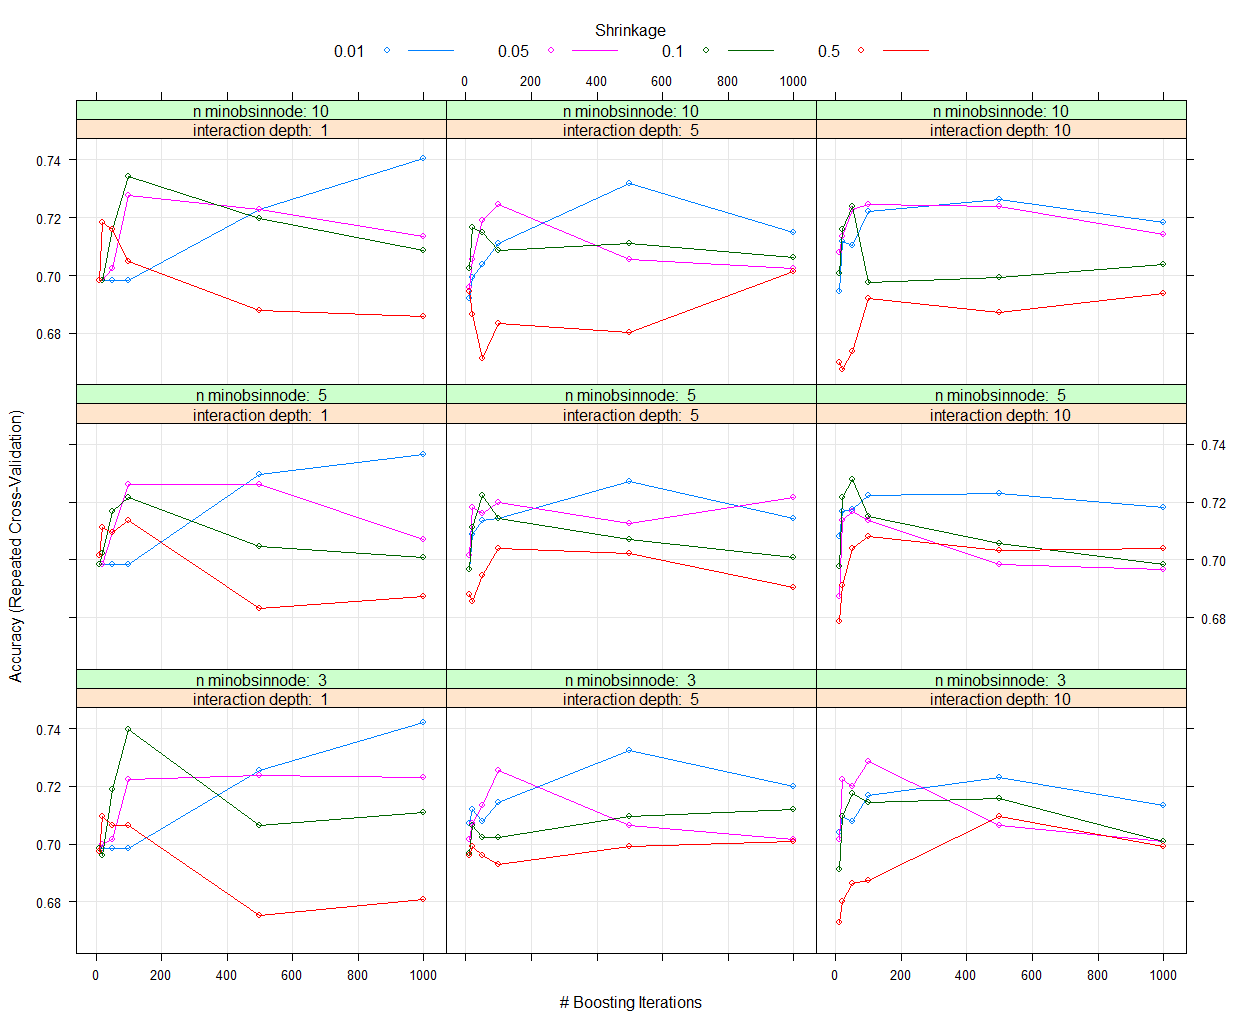 Shrinkage
0.01 0.05 0.1 0.5
0 200 400 600 800 1000
n minobsinnode: 10 n minobsinnode: 10 n minobsinnode: 10
interaction depth: 1 interaction depth: 5 interaction depth: 10
0.74
0.72
0.70
0.68
n minobsinnode: 5 n minobsinnode: 5 n minobsinnode: 5
interaction depth: 1 interaction depth: 5 interaction depth: 10
0.74
0.72
0.70
0.68
Accuracy (Repeated Cross-Validation)
n minobsinnode: 3 n minobsinnode: 3 n minobsinnode: 3
interaction depth: 1 interaction depth: 5 interaction depth: 10
0.74
0.72
0.70
0.68
0 200 400 600 800 1000 0 200 400 600 800 1000
# Boosting Iterations